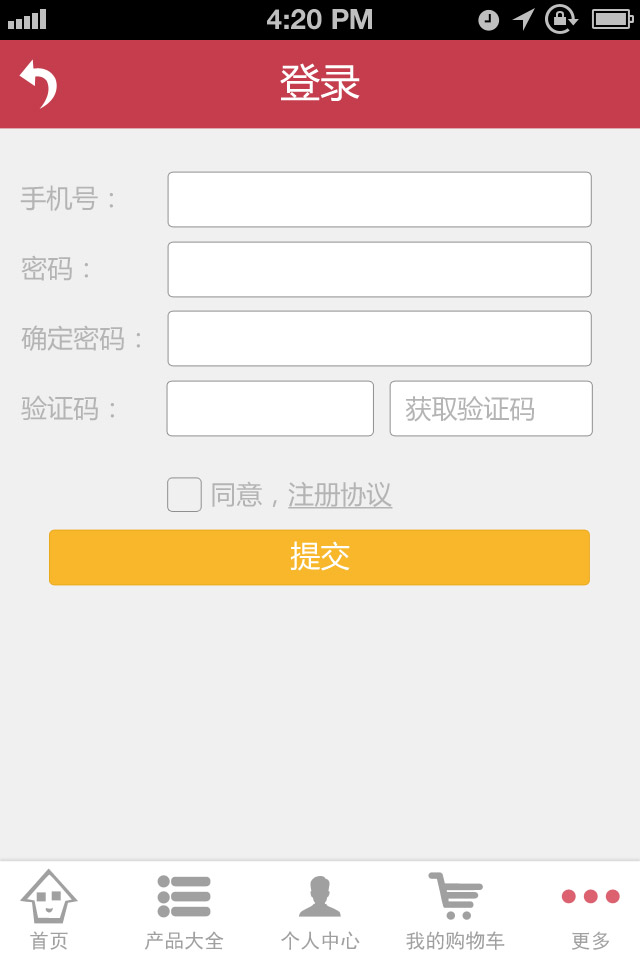 4:20 PM
登录
手机号：
密码：
确定密码：
验证码：
获取验证码
同意，注册协议
提交
首页 产品大全 个人中心 我的购物车 更多